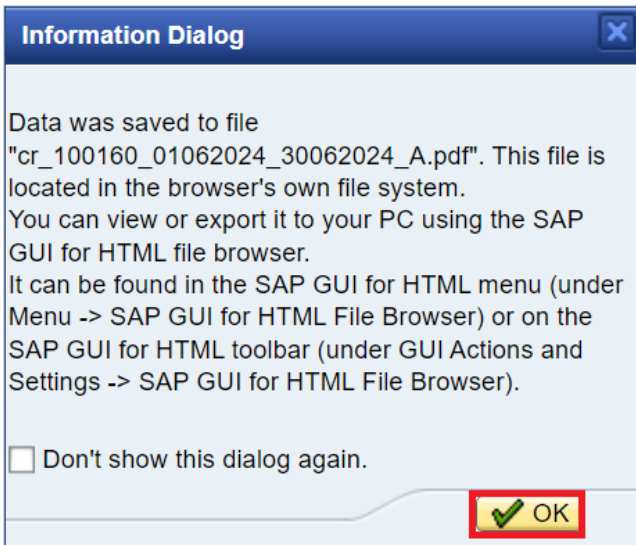 Information Dialog
Data was saved to file
"cr_100160_01062024_30062024_A.pdf". This file is
located in the browser's own file system.
You can view or export it to your PC using the SAP
GUI for HTML file browser.
It can be found in the SAP GUI for HTML menu (under
Menu -> SAP GUI for HTML File Browser) or on the
SAP GUI for HTML toolbar (under GUI Actions and
Settings -> SAP GUI for HTML File Browser).
Don't show this dialog again.
OK